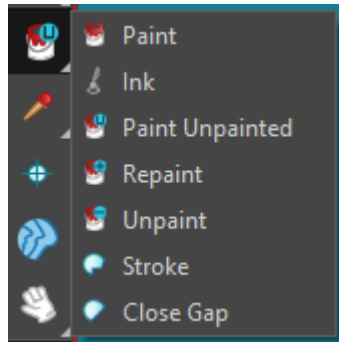 Paint
Ink
Paint Unpainted
Repaint
Unpaint
Stroke
Close Gap